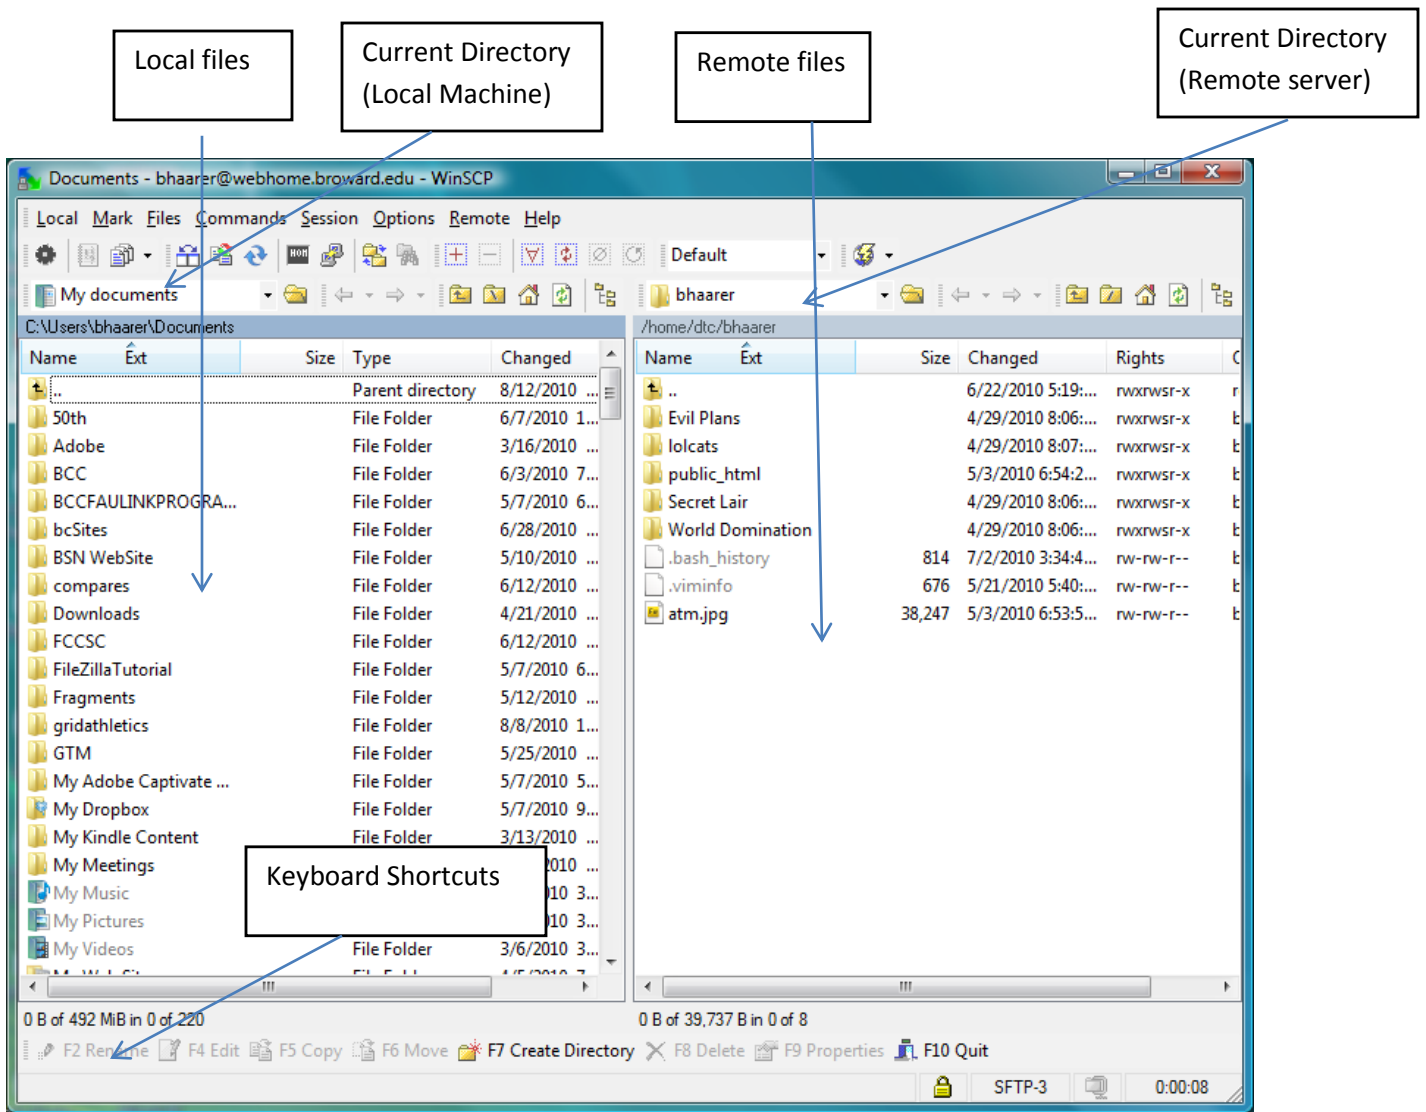 Local files
Current Directory
(Local Machine)
Remote files
Current Directory
(Remote server)
Documents - bhaarer@webhome.broward.edu - WinSCP
Local Mark Files Commands Session Options Remote Help
Default
My documents
bhaarer
C:\Users\bhaarer\Documents
/home/dtc/bhaarer
Name Ext Size Type Changed
Name Ext Size Changed Rights
.. Parent directory 8/12/2010 ...
50th File Folder 6/7/2010 1...
Adobe File Folder 3/16/2010 ...
BCC File Folder 6/3/2010 7...
BCCFAULINKPROGRA... File Folder 5/7/2010 6...
bcSites File Folder 6/28/2010 ...
BSN WebSite File Folder 5/10/2010 ...
compares File Folder 6/12/2010 ...
Downloads File Folder 4/21/2010 ...
FCCSC File Folder 6/12/2010 ...
FileZillaTutorial File Folder 5/7/2010 6...
Fragments File Folder 5/12/2010 ...
gridathletics File Folder 8/8/2010 1...
GTM File Folder 5/25/2010 ...
My Adobe Captivate ... File Folder 5/7/2010 5...
My Dropbox File Folder 5/7/2010 9...
My Kindle Content File Folder 3/13/2010 ...
My Meetings
My Music
My Pictures
My Videos File Folder 3/6/2010 3...
.. 6/22/2010 5:19:... rwxrwsr-x
Evil Plans 4/29/2010 8:06:... rwxrwsr-x
lolcats 4/29/2010 8:07:... rwxrwsr-x
public_html 5/3/2010 6:54:2... rwxrwsr-x
Secret Lair 4/29/2010 8:06:... rwxrwsr-x
World Domination 4/29/2010 8:06:... rwxrwsr-x
.bash_history 814 7/2/2010 3:34:4... rw-rw-r--
.viminfo 676 5/21/2010 5:40:... rw-rw-r--
atm.jpg 38,247 5/3/2010 6:53:5... rw-rw-r--
Keyboard Shortcuts
0 B of 492 MiB in 0 of 220
0 B of 39,737 B in 0 of 8
F2 Rename F4 Edit F5 Copy F6 Move F7 Create Directory F8 Delete F9 Properties F10 Quit
SFTP-3 0:00:08